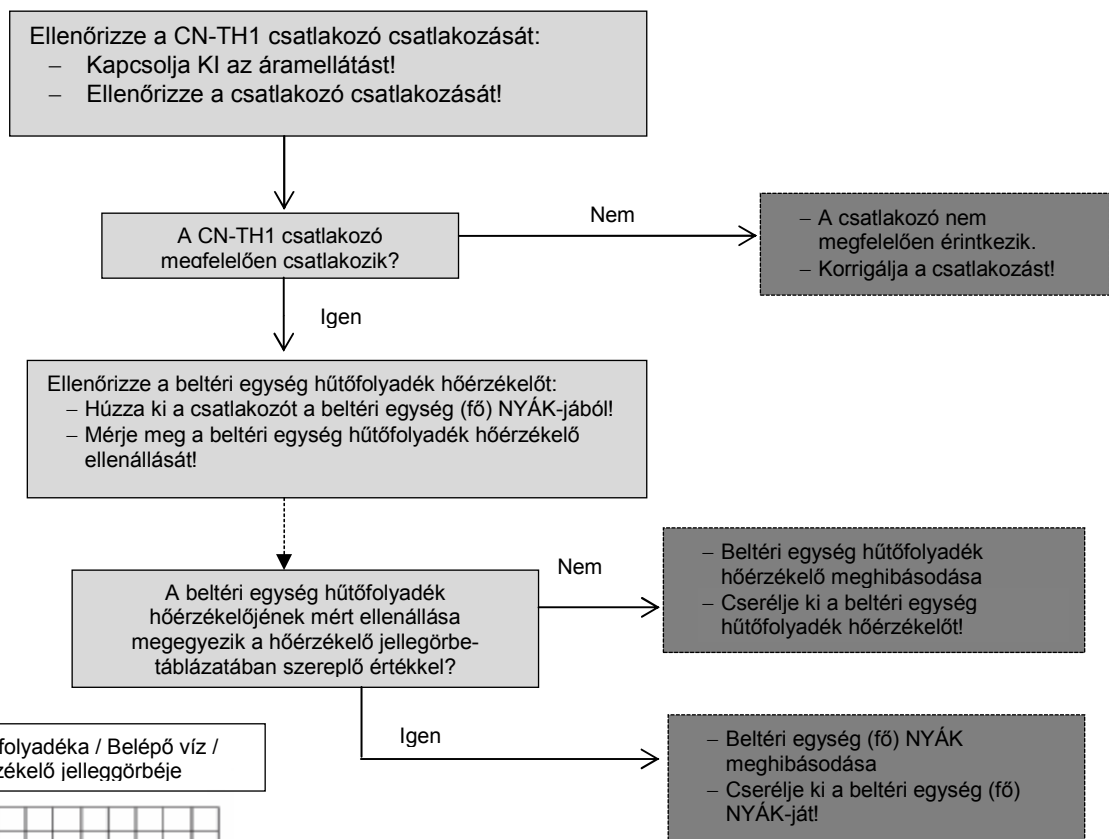 Ellenőrizze a CN-TH1 csatlakozó csatlakozását:
– Kapcsolja KI az áramellátást!
– Ellenőrizze a csatlakozó csatlakozását!
A CN-TH1 csatlakozó
megfelelően csatlakozik?
Nem
– A csatlakozó nem
megfelelően érintkezik.
– Korrigálja a csatlakozást!
Igen
Ellenőrizze a beltéri egység hűtőfolyadék hőérzékelőt:
– Húzza ki a csatlakozót a beltéri egység (fő) NYÁK-jából!
– Mérje meg a beltéri egység hűtőfolyadék hőérzékelő
ellenállását!
A beltéri egység hűtőfolyadék
hőérzékelőjének mért ellenállása
megegyezik a hőérzékelő jellegörbe-
táblázatában szereplő értékkel?
Nem
– Beltéri egység hűtőfolyadék
hőérzékelő meghibásodása
– Cserélje ki a beltéri egység
hűtőfolyadék hőérzékelőt!
Igen
– Beltéri egység (fő) NYÁK
meghibásodása
– Cserélje ki a beltéri egység (fő)
NYÁK-ját!
folyadéka / Belépő víz /
zékelő jelleggörbéje